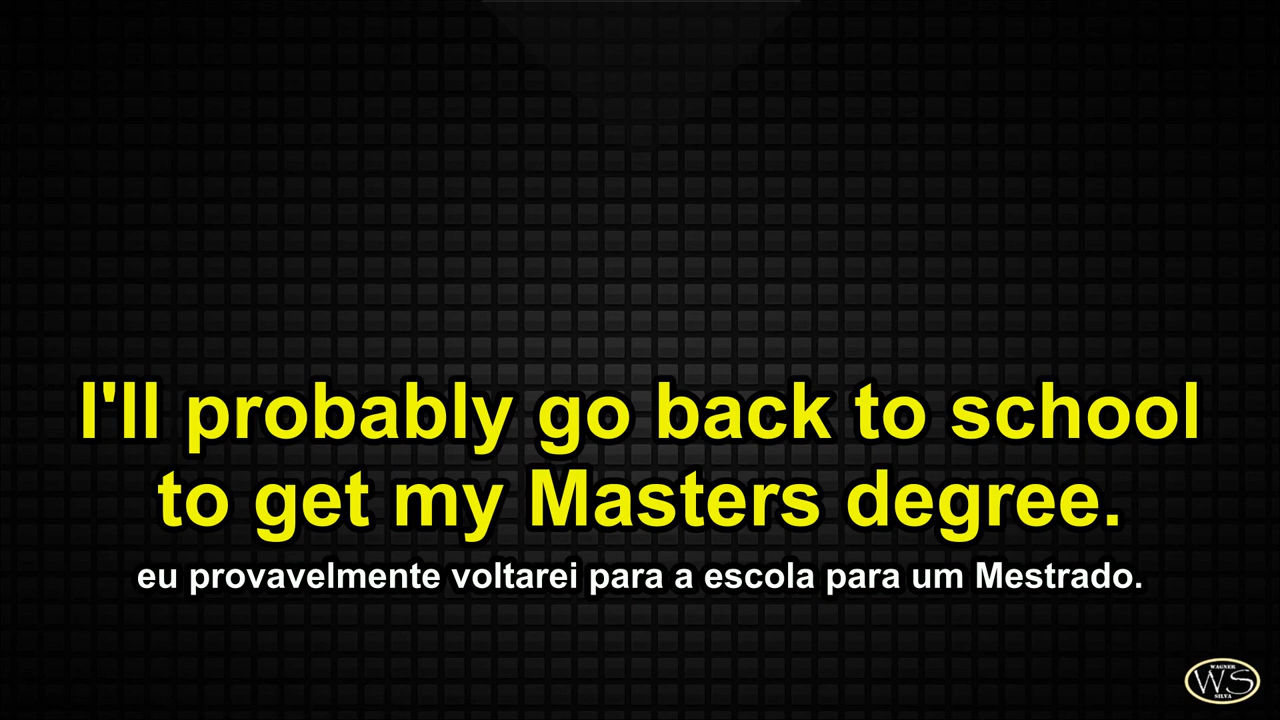 I'll probably go back to school
to get my Masters degree.
eu provavelmente voltarei para a escola para um Mestrado.
WAGNER
WS
SILVA